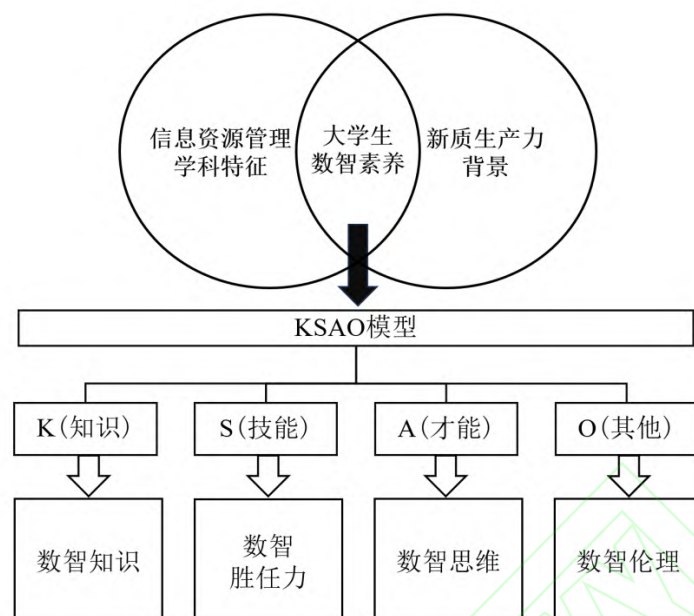 信息资源管理
学科特征
大学生
数智素养
新质生产力
背景
KSAO模型
K(知识)
S(技能)
A(才能)
O(其他)
数智知识
数智
胜任力
数智思维
数智伦理